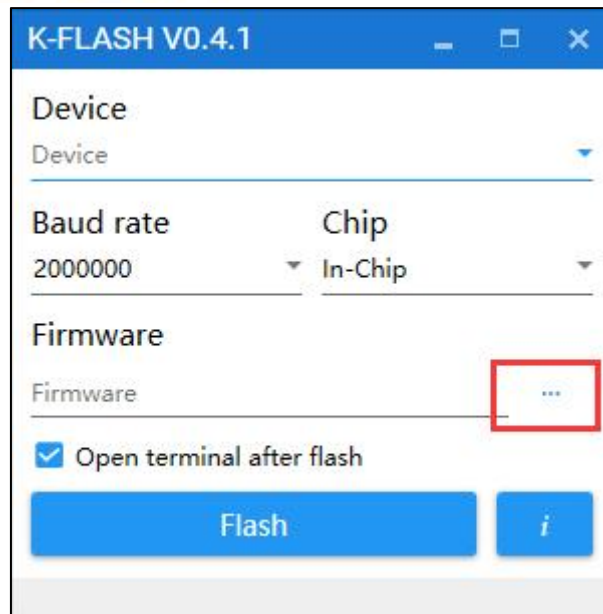 K-FLASH V0.4.1
Device
Device
Baud rate Chip
2000000 In-Chip
Firmware
Firmware ...
Open terminal after flash
Flash i